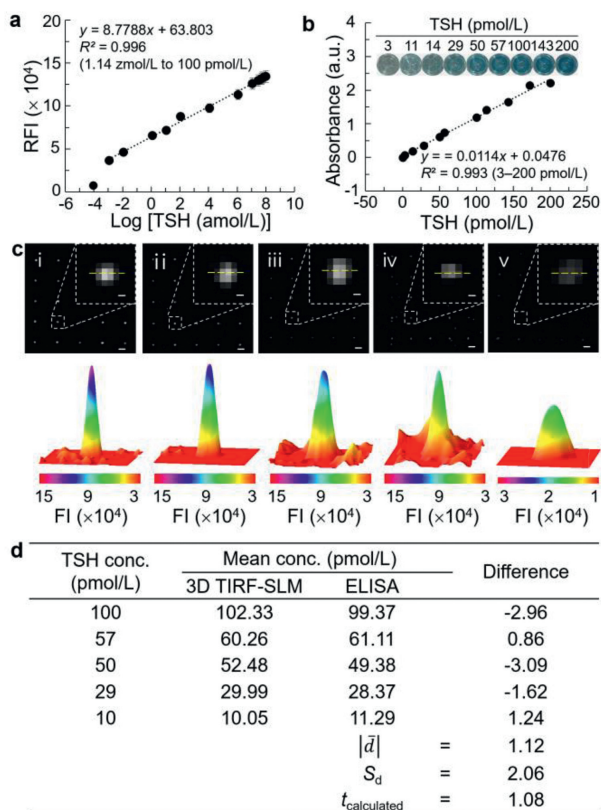 a
y = 8.7788x + 63.803
R² = 0.996
(1.14 zmol/L to 100 pmol/L)
RFI (× 10⁴)
20
15
10
5
0
-6 -4 -2 0 2 4 6 8 10
Log [TSH (amol/L)]
b
TSH (pmol/L)
3 11 14 29 50 57 100 143 200
Absorbance (a.u.)
4
3
2
1
0
-1
y = = 0.0114x + 0.0476
R² = 0.993 (3–200 pmol/L)
-50 0 50 100 150 200 250
TSH (pmol/L)
c
i ii iii iv v
15 9 3 15 9 3 15 9 3 15 9 3 3 2 1
FI (×10⁴) FI (×10⁴) FI (×10⁴) FI (×10⁴) FI (×10⁴)
d
TSH conc. (pmol/L) Mean conc. (pmol/L) Difference
3D TIRF-SLM ELISA
100 102.33 99.37 -2.96
57 60.26 61.11 0.86
50 52.48 49.38 -3.09
29 29.99 28.37 -1.62
10 10.05 11.29 1.24
|d̄| = 1.12
Sd = 2.06
tcalculated = 1.08